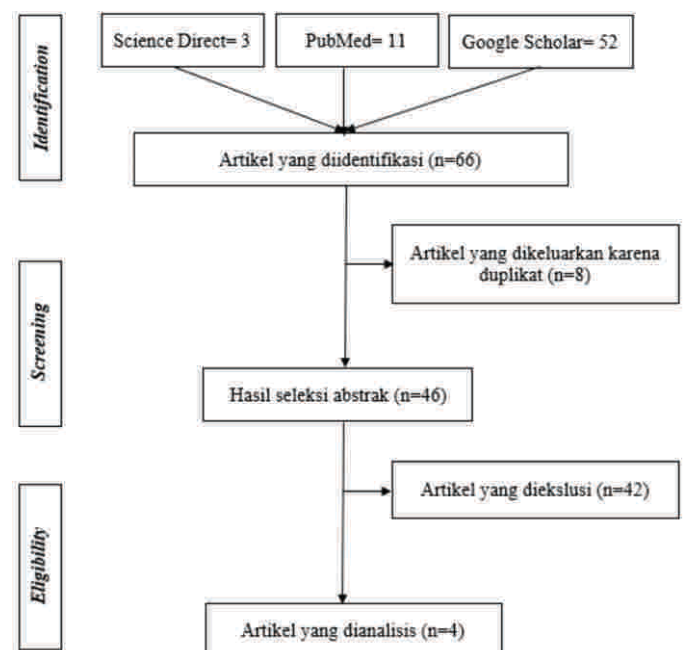 Identification
Science Direct= 3
PubMed= 11
Google Scholar= 52
Artikel yang diidentifikasi (n=66)
Artikel yang dikeluarkan karena
duplikat (n=8)
Screening
Hasil seleksi abstrak (n=46)
Artikel yang diekslusi (n=42)
Eligibility
Artikel yang dianalisis (n=4)